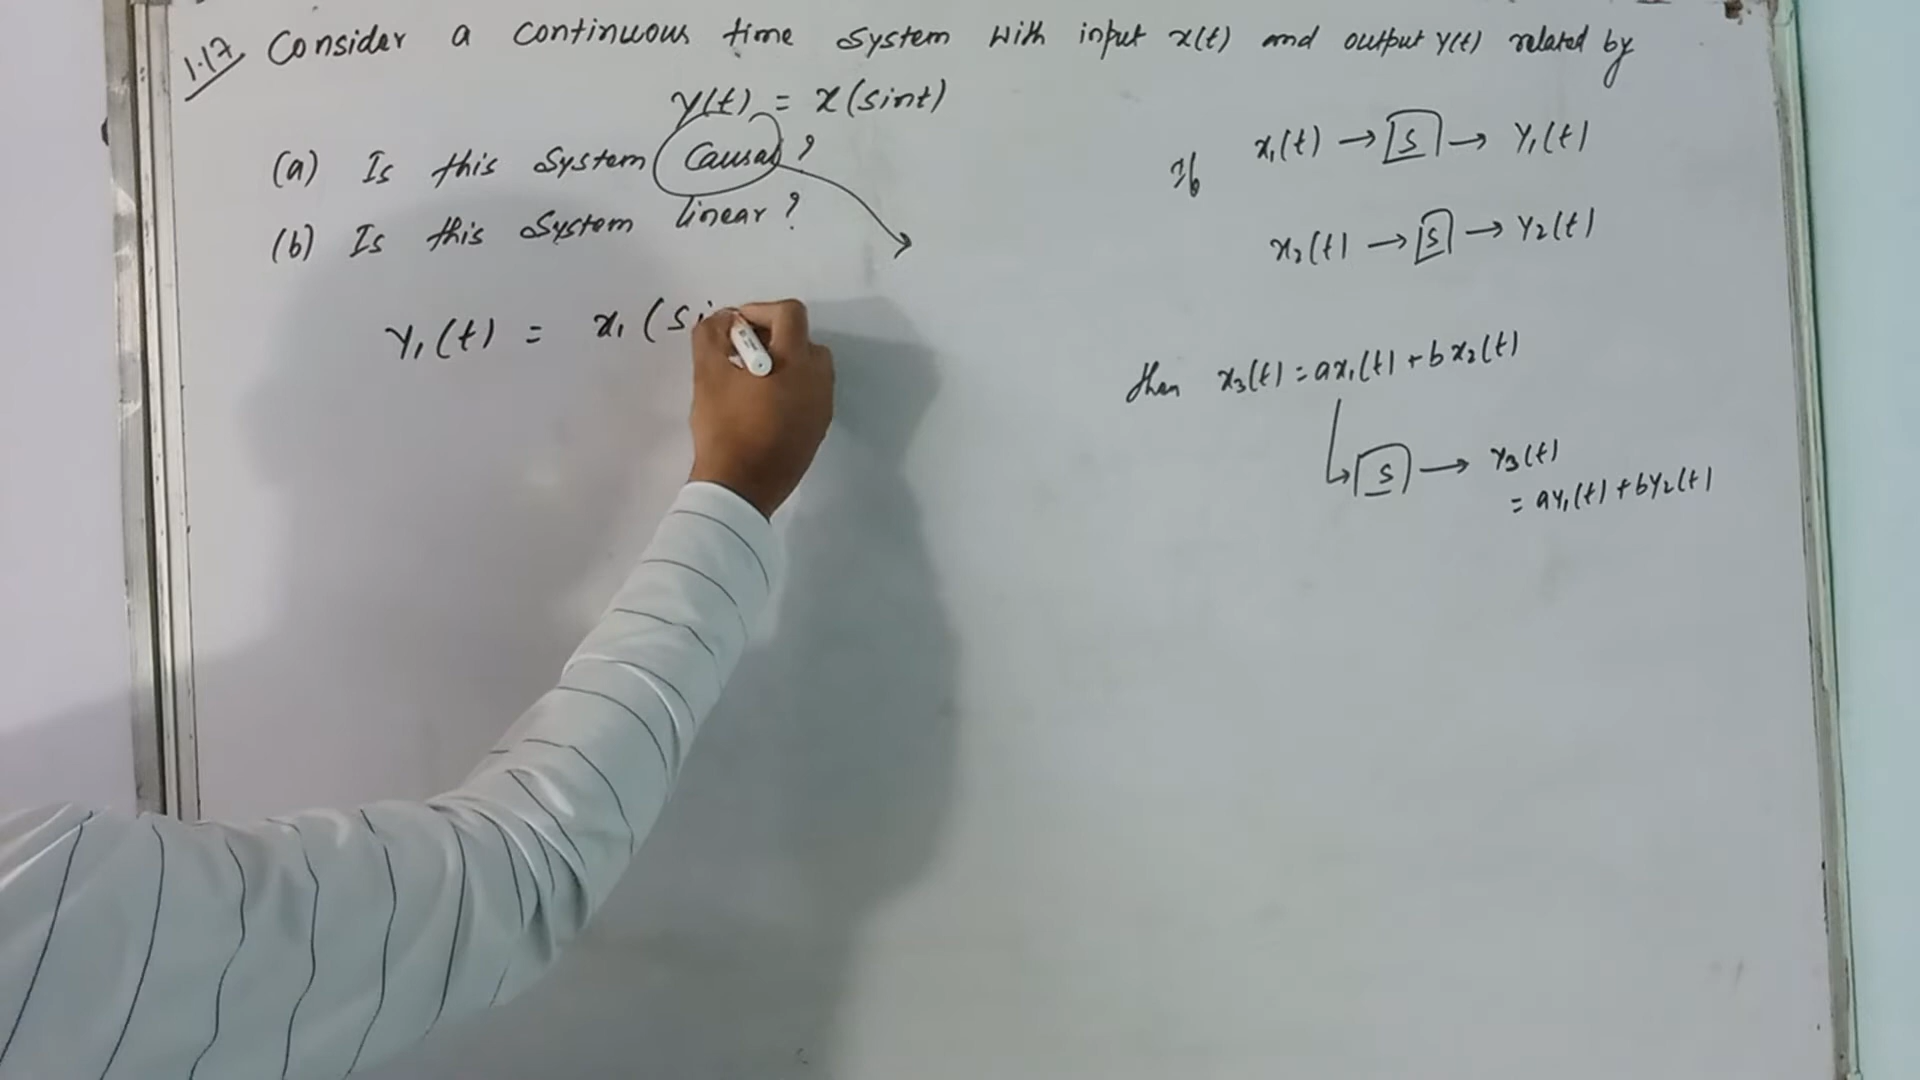 1.17 Consider a continuous time system with input x(t) and output y(t) related by
y(t) = x(sint)
(a) Is this system causal?
(b) Is this system linear?
y₁(t) = x₁(si
If x₁(t) → S → y₁(t)
x₂(t) → S → y₂(t)
then x₃(t) = ax₁(t) + bx₂(t)
S → y₃(t)
= ay₁(t) + by₂(t)